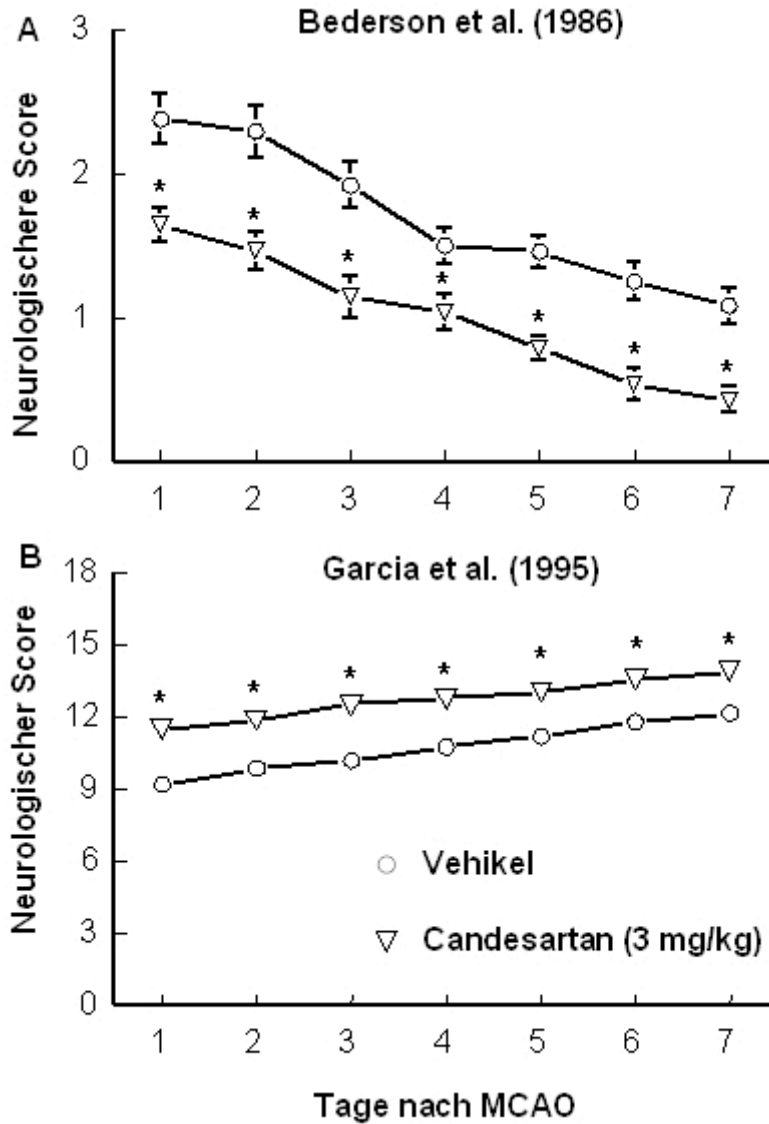 A
Bederson et al. (1986)
Neurologischere Score
3
2
1
0
* * * * * * *
1 2 3 4 5 6 7
B
Garcia et al. (1995)
Neurologischer Score
18
15
12
9
6
3
0
* * * * * * *
Vehikel
Candesartan (3 mg/kg)
1 2 3 4 5 6 7
Tage nach MCAO